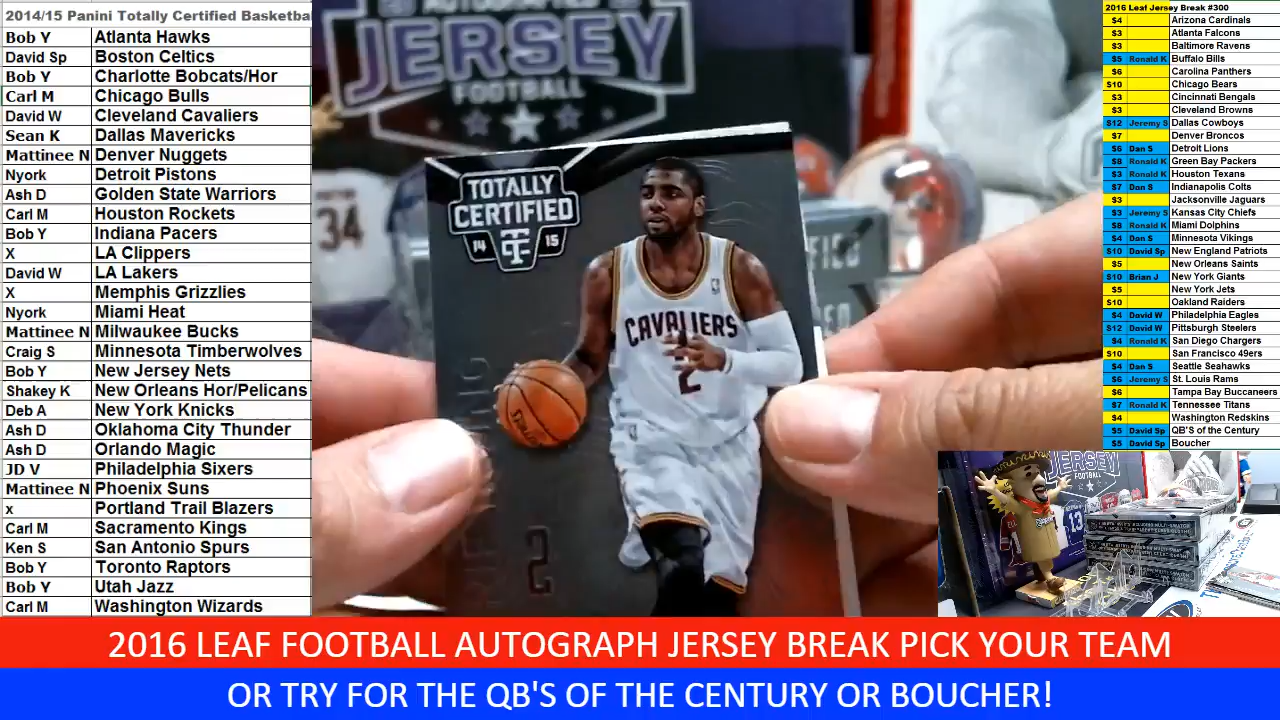 2014/15 Panini Totally Certified Basketba
Bob Y Atlanta Hawks
David Sp Boston Celtics
Bob Y Charlotte Bobcats/Hor
Carl M Chicago Bulls
David W Cleveland Cavaliers
Sean K Dallas Mavericks
Mattinee N Denver Nuggets
Nyork Detroit Pistons
Ash D Golden State Warriors
Carl M Houston Rockets
Bob Y Indiana Pacers
X LA Clippers
David W LA Lakers
X Memphis Grizzlies
Nyork Miami Heat
Mattinee N Milwaukee Bucks
Craig S Minnesota Timberwolves
Bob Y New Jersey Nets
Shakey K New Orleans Hor/Pelicans
Deb A New York Knicks
Ash D Oklahoma City Thunder
Ash D Orlando Magic
JD V Philadelphia Sixers
Mattinee N Phoenix Suns
x Portland Trail Blazers
Carl M Sacramento Kings
Ken S San Antonio Spurs
Bob Y Toronto Raptors
Bob Y Utah Jazz
Carl M Washington Wizards
JERSEY
FOOTBALL
34
TOTALLY
CERTIFIED
14 TC 15
CAVALIERS
2
SPALDING
2
2016 Leaf Jersey Break #300
$4 Arizona Cardinals
$3 Atlanta Falcons
$3 Baltimore Ravens
$5 Ronald K Buffalo Bills
$6 Carolina Panthers
$10 Chicago Bears
$3 Cincinnati Bengals
$3 Cleveland Browns
$12 Jeremy S Dallas Cowboys
$7 Denver Broncos
$6 Dan S Detroit Lions
$8 Ronald K Green Bay Packers
$3 Ronald K Houston Texans
$7 Dan S Indianapolis Colts
$3 Jacksonville Jaguars
$3 Jeremy S Kansas City Chiefs
$8 Ronald K Miami Dolphins
$4 Dan S Minnesota Vikings
$10 David Sp New England Patriots
$5 New Orleans Saints
$10 Brian J New York Giants
$5 New York Jets
$10 Oakland Raiders
$4 David W Philadelphia Eagles
$12 David W Pittsburgh Steelers
$4 Ronald K San Diego Chargers
$10 San Francisco 49ers
$4 Dan S Seattle Seahawks
$6 Jeremy S St. Louis Rams
$6 Tampa Bay Buccaneers
$7 Ronald K Tennessee Titans
$4 Washington Redskins
$5 David Sp QB'S of the Century
$5 David Sp Boucher
JERSEY
FOOTBALL
13
2016 LEAF FOOTBALL AUTOGRAPH JERSEY BREAK PICK YOUR TEAM
OR TRY FOR THE QB'S OF THE CENTURY OR BOUCHER!